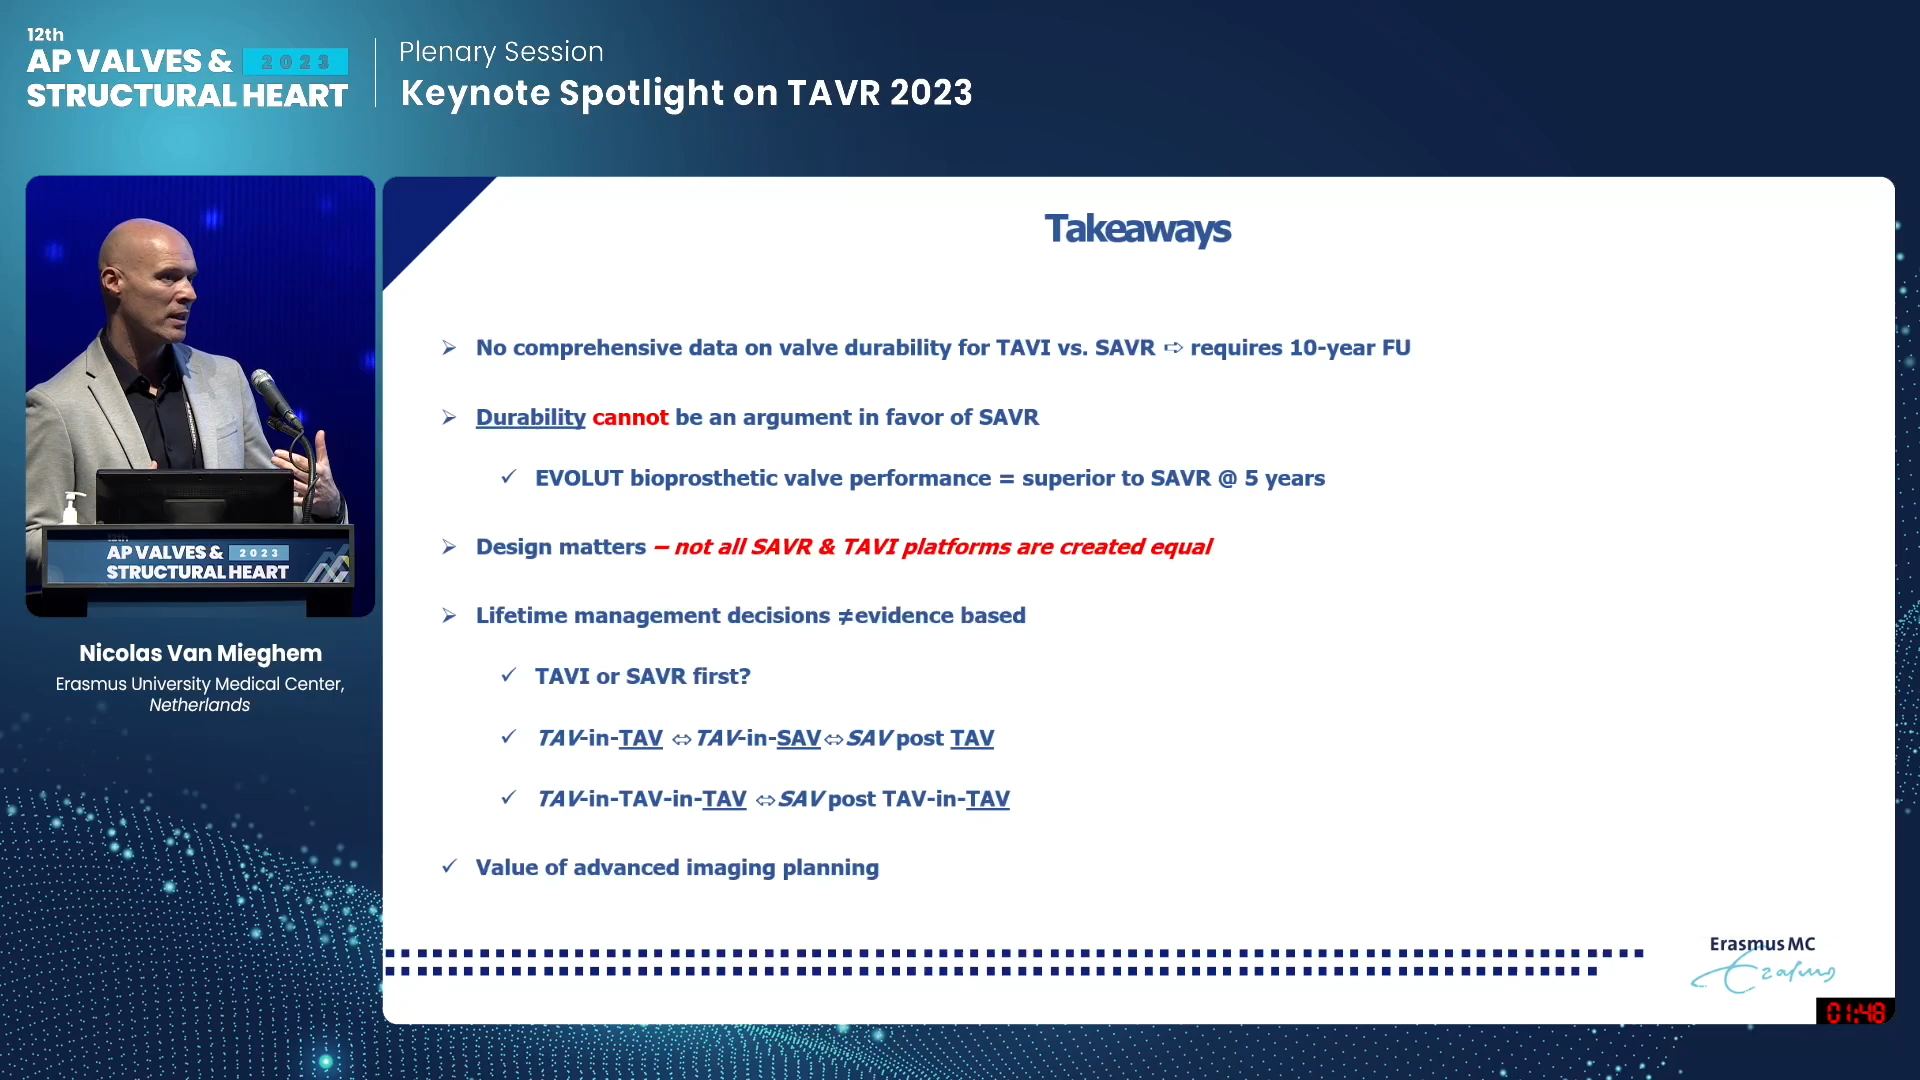 12th
AP VALVES & 2023
STRUCTURAL HEART
Plenary Session
Keynote Spotlight on TAVR 2023
AP VALVES & 2023
STRUCTURAL HEART
Nicolas Van Mieghem
Erasmus University Medical Center,
Netherlands
Takeaways
➢ No comprehensive data on valve durability for TAVI vs. SAVR ⇨ requires 10-year FU
➢ Durability cannot be an argument in favor of SAVR
✓ EVOLUT bioprosthetic valve performance = superior to SAVR @ 5 years
➢ Design matters – not all SAVR & TAVI platforms are created equal
➢ Lifetime management decisions ≠evidence based
✓ TAVI or SAVR first?
✓ TAV-in-TAV ⇔ TAV-in-SAV⇔SAV post TAV
✓ TAV-in-TAV-in-TAV ⇔SAV post TAV-in-TAV
✓ Value of advanced imaging planning
Erasmus MC
Erasmus
01:48